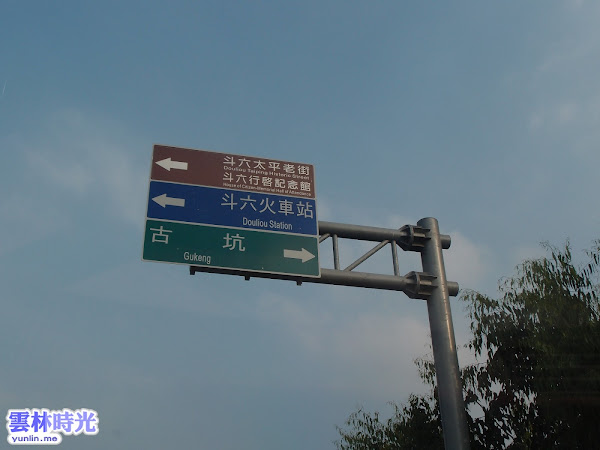 斗六太平老街
Douliou Taiping Historic Street
斗六行啓記念館
斗六火車站
Douliou Station
古坑
Gukeng
雲林時光
yunlin.me